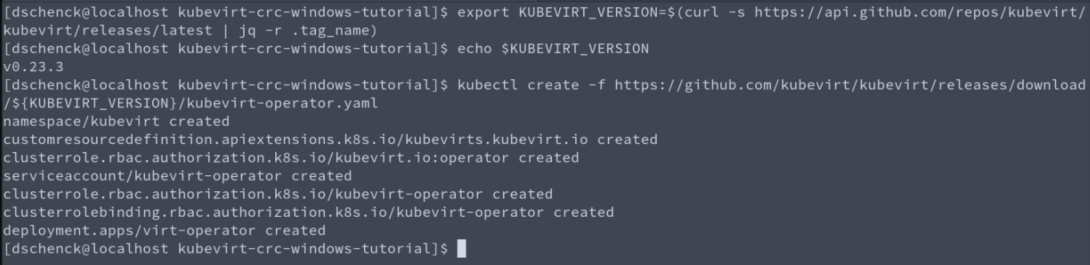 [dschenck@localhost kubevirt-crc-windows-tutorial]$ export KUBEVIRT_VERSION=$(curl -s https://api.github.com/repos/kubevirt/
kubevirt/releases/latest | jq -r .tag_name)
[dschenck@localhost kubevirt-crc-windows-tutorial]$ echo $KUBEVIRT_VERSION
v0.23.3
[dschenck@localhost kubevirt-crc-windows-tutorial]$ kubectl create -f https://github.com/kubevirt/kubevirt/releases/download
/${KUBEVIRT_VERSION}/kubevirt-operator.yaml
namespace/kubevirt created
customresourcedefinition.apiextensions.k8s.io/kubevirts.kubevirt.io created
clusterrole.rbac.authorization.k8s.io/kubevirt.io:operator created
serviceaccount/kubevirt-operator created
clusterrole.rbac.authorization.k8s.io/kubevirt-operator created
clusterrolebinding.rbac.authorization.k8s.io/kubevirt-operator created
deployment.apps/virt-operator created
[dschenck@localhost kubevirt-crc-windows-tutorial]$